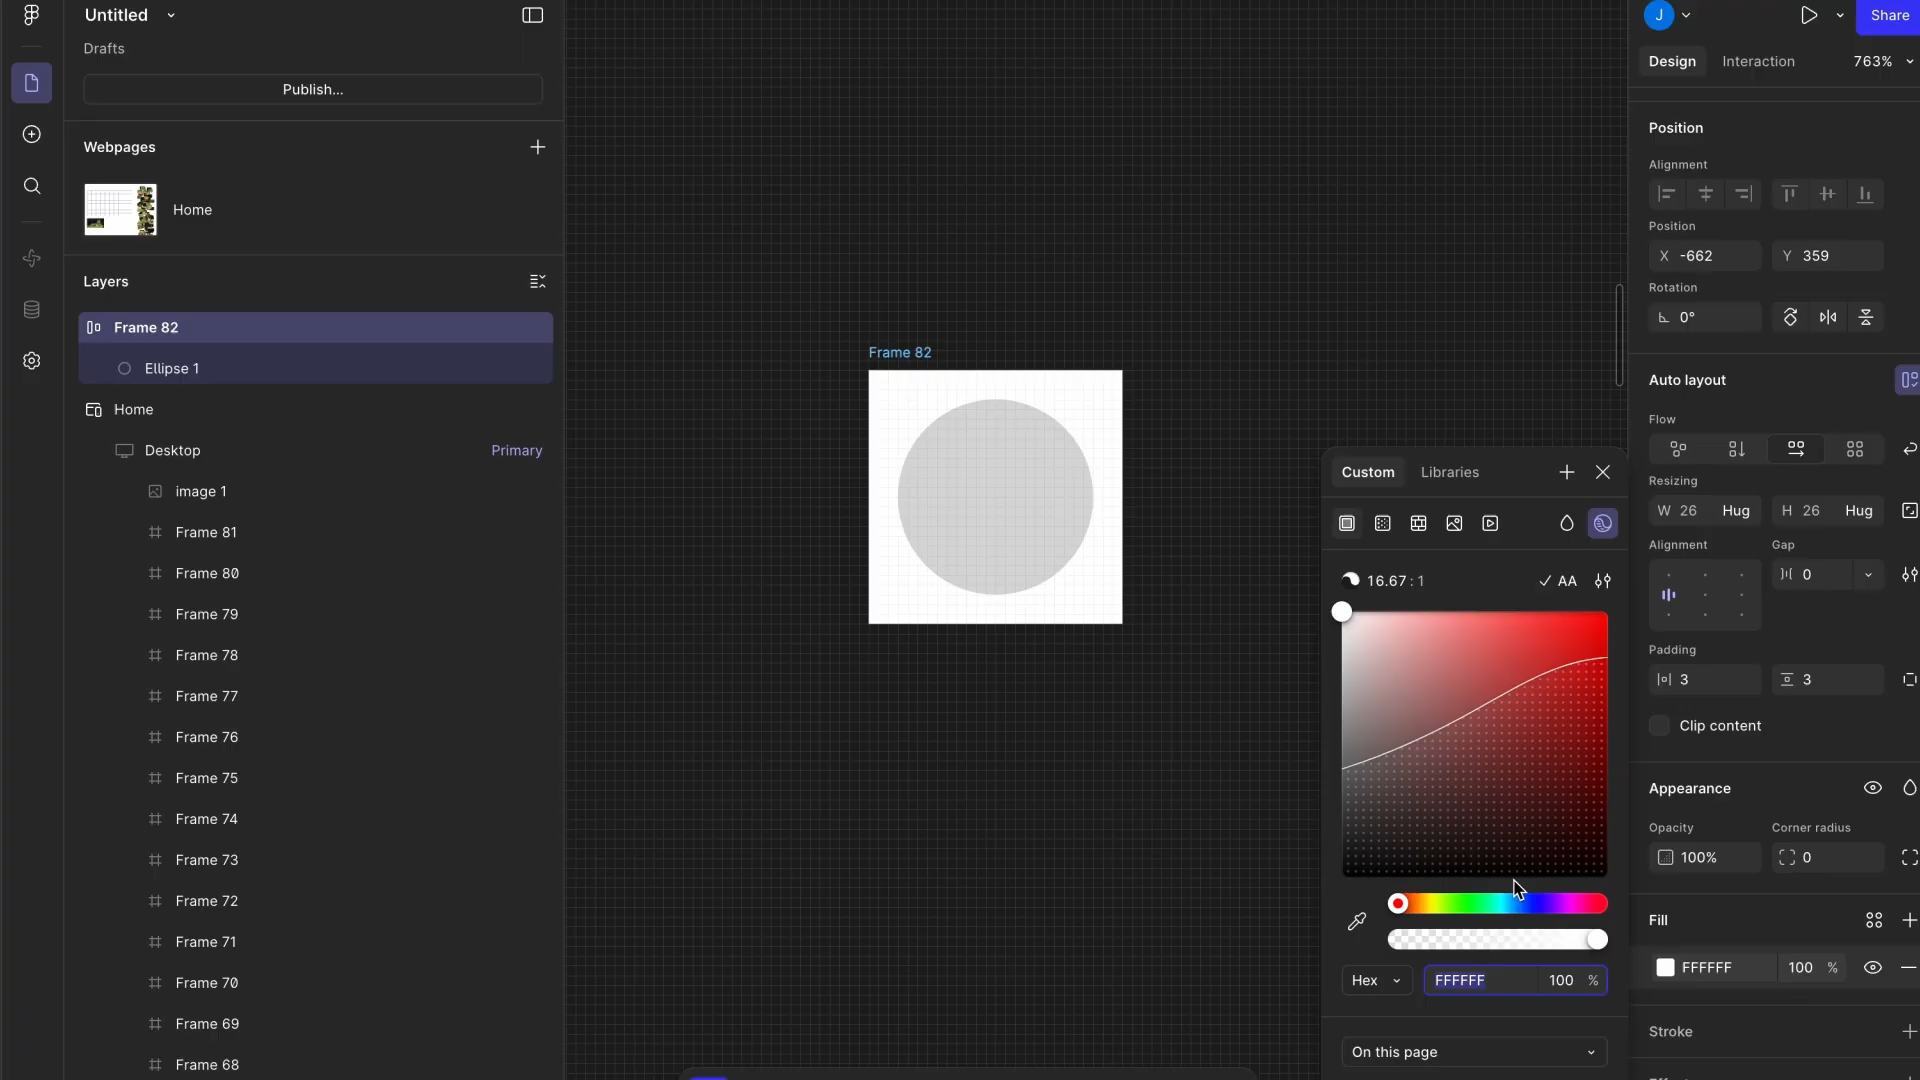 Untitled
Drafts
Publish...
Webpages
Home
Layers
Frame 82
Ellipse 1
Home
Desktop
Primary
image 1
Frame 81
Frame 80
Frame 79
Frame 78
Frame 77
Frame 76
Frame 75
Frame 74
Frame 73
Frame 72
Frame 71
Frame 70
Frame 69
Frame 68
Frame 82
Custom
Libraries
16.67 : 1
AA
Hex
FFFFFF
100 %
On this page
J
Share
Design
Interaction
763%
Position
Alignment
Position
X -662
Y 359
Rotation
0°
Auto layout
Flow
Resizing
W 26 Hug
H 26 Hug
Alignment
Gap
0
Padding
3
3
Clip content
Appearance
Opacity
Corner radius
100%
0
Fill
FFFFFF
100 %
Stroke